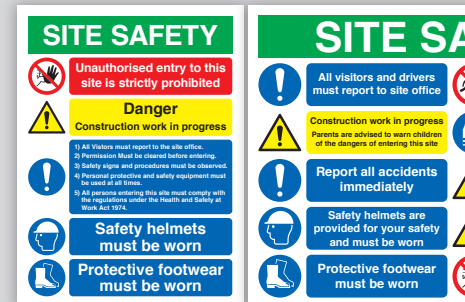 SITE SAFETY
Unauthorised entry to this
site is strictly prohibited
Danger
Construction work in progress
1) All Vistors must report to the site office.
2) Permission Must be cleared before entering.
3) Safety signs and procedures must be observed.
4) Personal protective and safety equipment must
be used at all times.
5) All persons entering this site must comply with
the regulations under the Health and Safety at
Work Act 1974.
Safety helmets
must be worn
Protective footwear
must be worn
SITE SA
All visitors and drivers
must report to site office
Construction work in progress
Parents are advised to warn children
of the dangers of entering this site
Report all accidents
immediately
Safety helmets are
provided for your safety
and must be worn
Protective footwear
must be worn